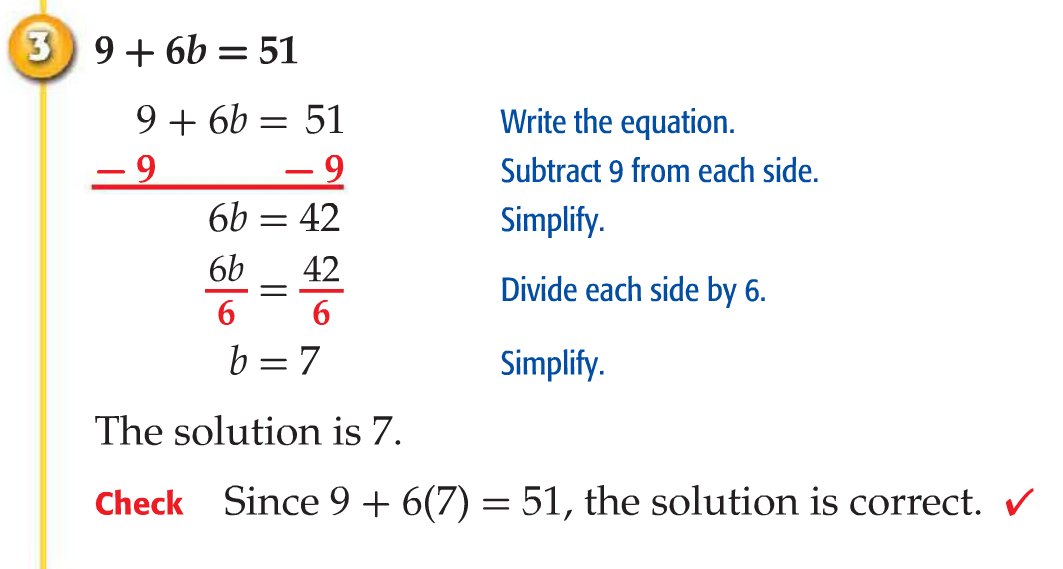 3 9 + 6b = 51
9 + 6b = 51 Write the equation.
− 9 − 9 Subtract 9 from each side.
6b = 42 Simplify.
6b/6 = 42/6 Divide each side by 6.
b = 7 Simplify.
The solution is 7.
Check Since 9 + 6(7) = 51, the solution is correct. ✓